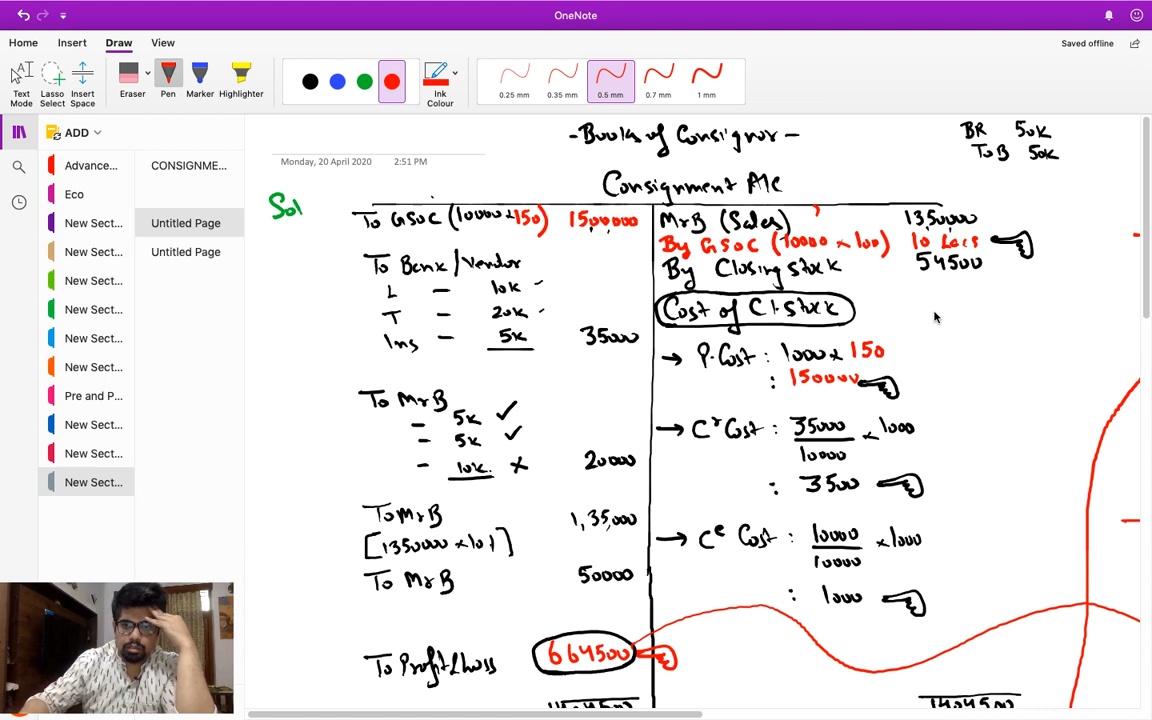 OneNote
Home
Insert
Draw
View
Saved offline
Text Mode
Lasso Select
Insert Space
Eraser
Pen
Marker
Highlighter
Ink Colour
0.25 mm
0.35 mm
0.5 mm
0.7 mm
1 mm
ADD
Advance...
Eco
New Sect...
New Sect...
New Sect...
New Sect...
New Sect...
New Sect...
Pre and P...
New Sect...
New Sect...
New Sect...
CONSIGNME...
Untitled Page
Untitled Page
- Books of Consignor -
BR 50K
To B 50K
Monday, 20 April 2020
2:51 PM
Consignment A/c
Sol
To GSOC (10000 x 150) 1500000
To Bank/Vendor
L - 10K
T - 20K
Ins - 5K 35000
To Mr B
- 5K
- 5K
- 10K 20000
To Mr B 1,35,000
[1350000 x 10%]
To Mr B 50000
To Profit & Loss 664500
Mr B (Sales) 1350,000
By GSOC (10000 x 100) 10 Lacs
By Closing stock 54500
Cost of Cl. Stock
→ P. Cost : 1000 x 150
: 150000
→ Cr Cost : 35000/10000 x 1000
: 3500
→ Ce Cost : 10000/10000 x 1000
: 1000
1404500